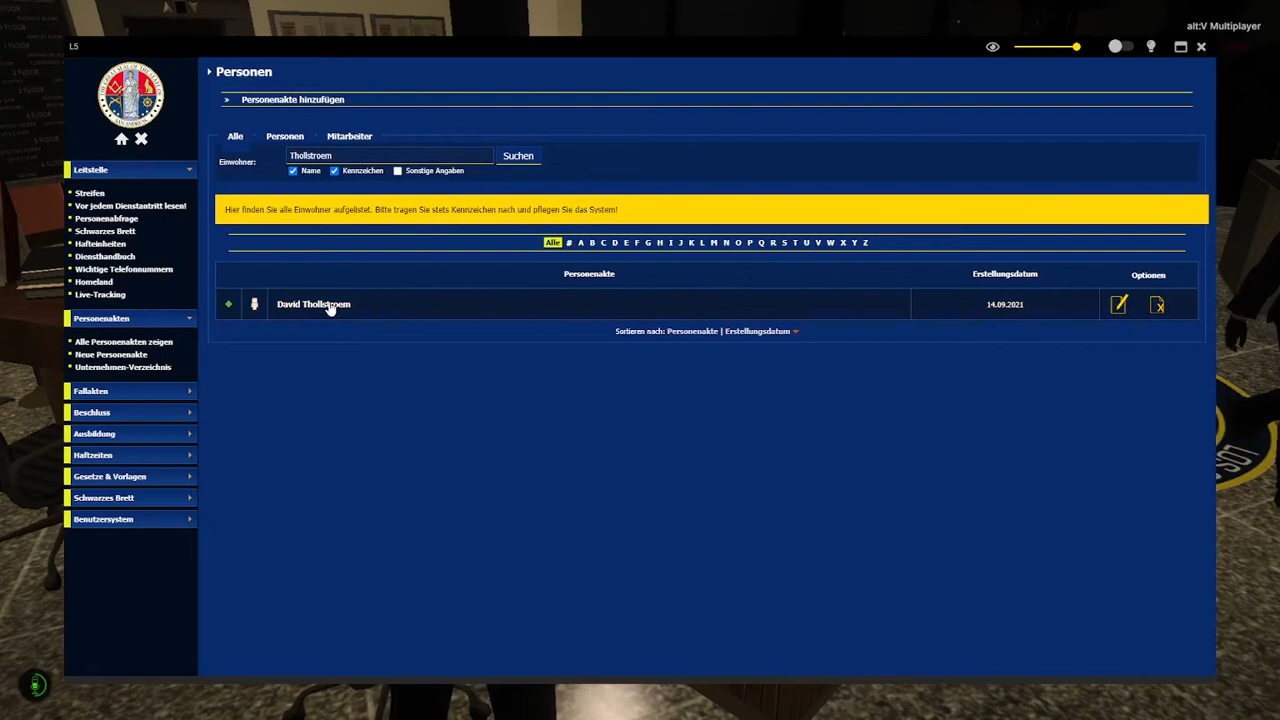 alt:V Multiplayer
L5
Personen
» Personenakte hinzufügen
Alle Personen Mitarbeiter
Einwohner: Thollstroem Suchen
Name Kennzeichen Sonstige Angaben
Hier finden Sie alle Einwohner aufgelistet. Bitte tragen Sie stets Kennzeichen nach und pflegen Sie das System!
Alle # A B C D E F G H I J K L M N O P Q R S T U V W X Y Z
Personenakte Erstellungsdatum Optionen
David Thollstroem 14.09.2021
Sortieren nach: Personenakte | Erstellungsdatum
Leitstelle
Streifen
Vor jedem Dienstantritt lesen!
Personenabfrage
Schwarzes Brett
Hafteinheiten
Diensthandbuch
Wichtige Telefonnummern
Homeland
Live-Tracking
Personenakten
Alle Personenakten zeigen
Neue Personenakte
Unternehmen-Verzeichnis
Fallakten
Beschluss
Ausbildung
Haftzeiten
Gesetze & Vorlagen
Schwarzes Brett
Benutzersystem